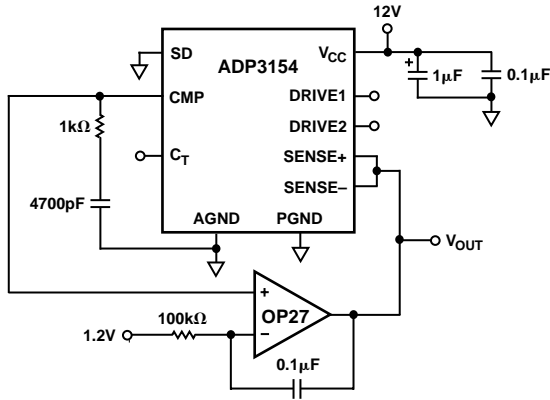 12V
SD
ADP3154
VCC
1µF
0.1µF
CMP
DRIVE1
1kΩ
DRIVE2
CT
SENSE+
4700pF
SENSE–
AGND
PGND
VOUT
+
OP27
–
1.2V
100kΩ
0.1µF